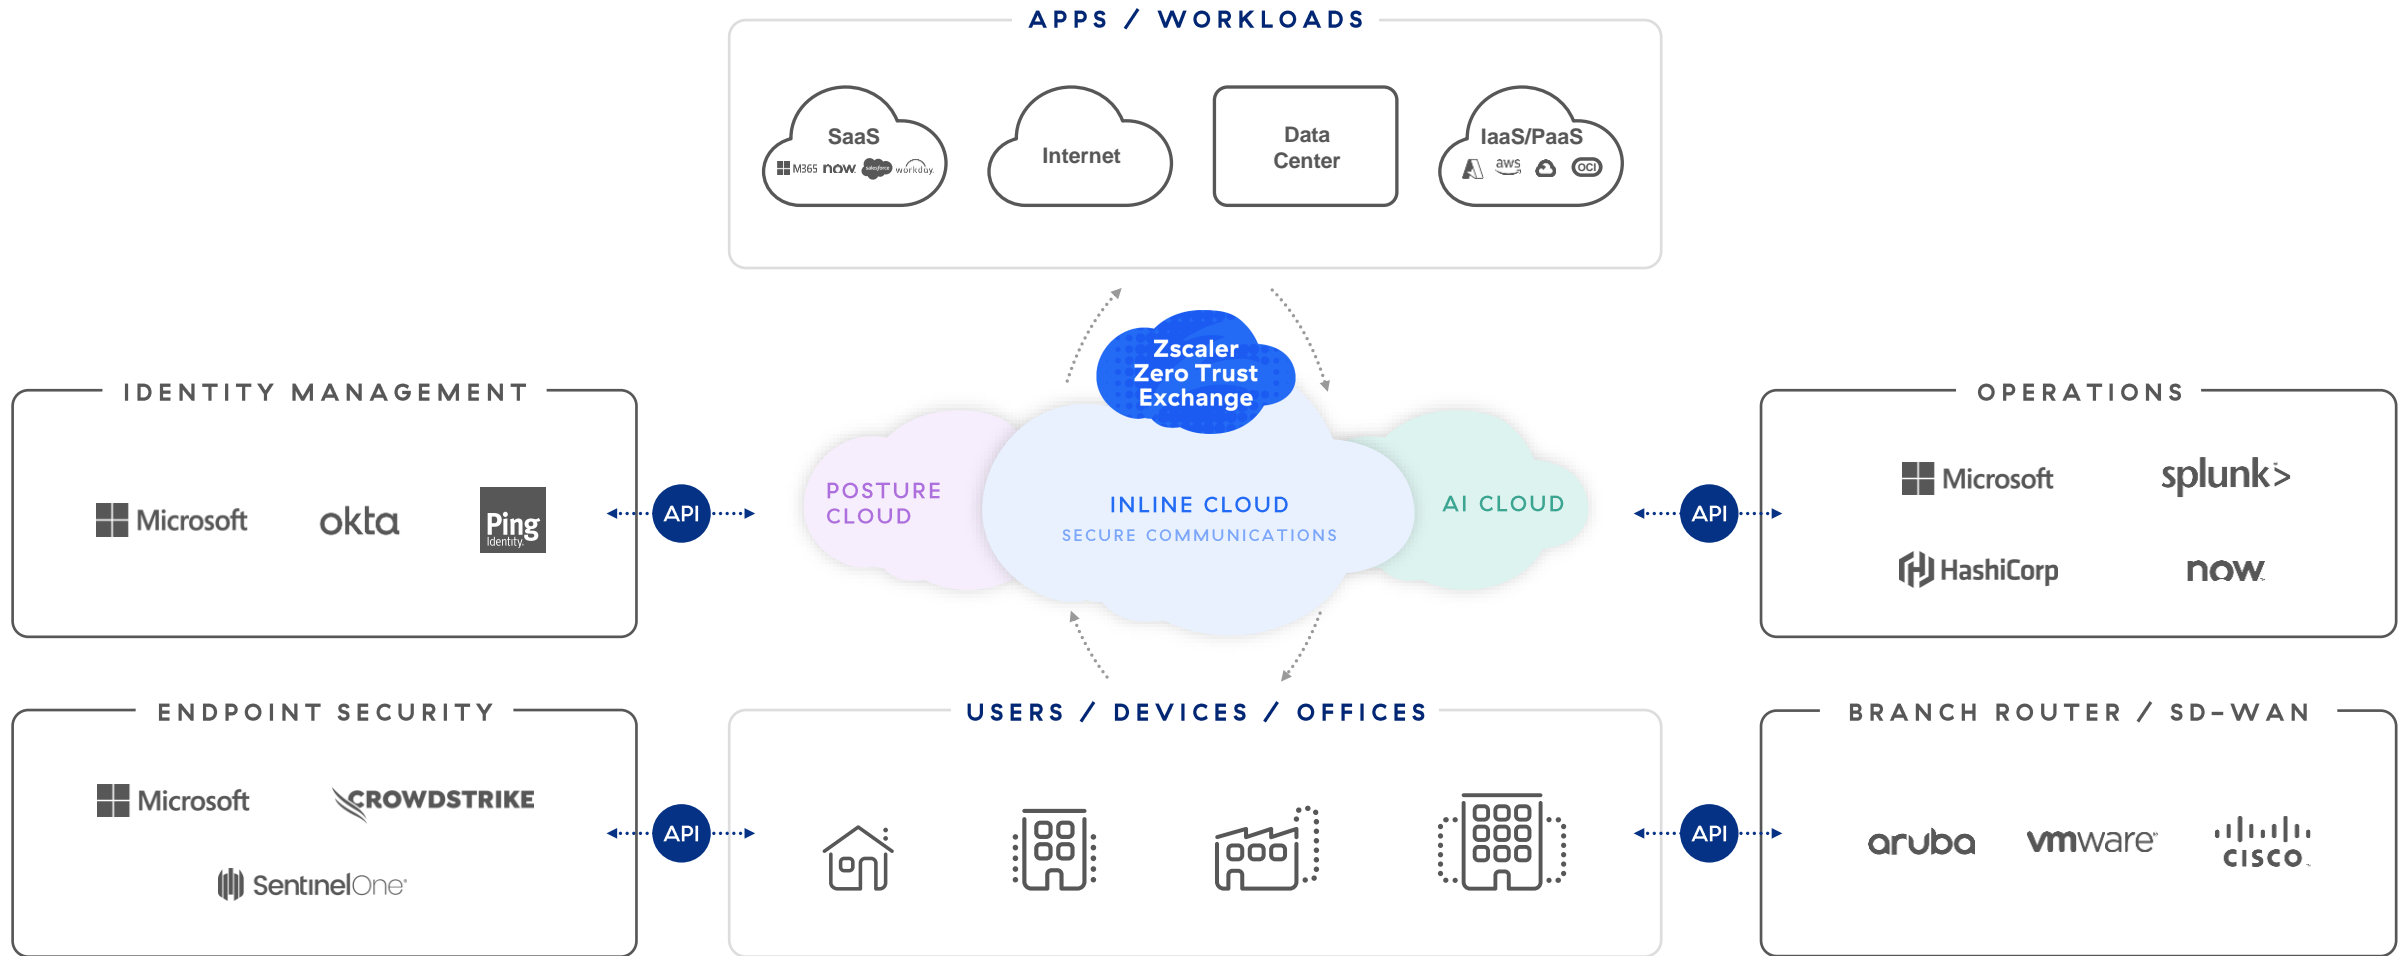 APPS / WORKLOADS
SaaS
M365 now. salesforce workday.
Internet
Data
Center
IaaS/PaaS
aws OCI
Zscaler
Zero Trust
Exchange
IDENTITY MANAGEMENT
Microsoft
okta
Ping
Identity.
API
POSTURE
CLOUD
INLINE CLOUD
SECURE COMMUNICATIONS
AI CLOUD
API
OPERATIONS
Microsoft
splunk>
HashiCorp
now.
ENDPOINT SECURITY
Microsoft
CROWDSTRIKE
SentinelOne
API
USERS / DEVICES / OFFICES
API
BRANCH ROUTER / SD-WAN
aruba
vmware
CISCO